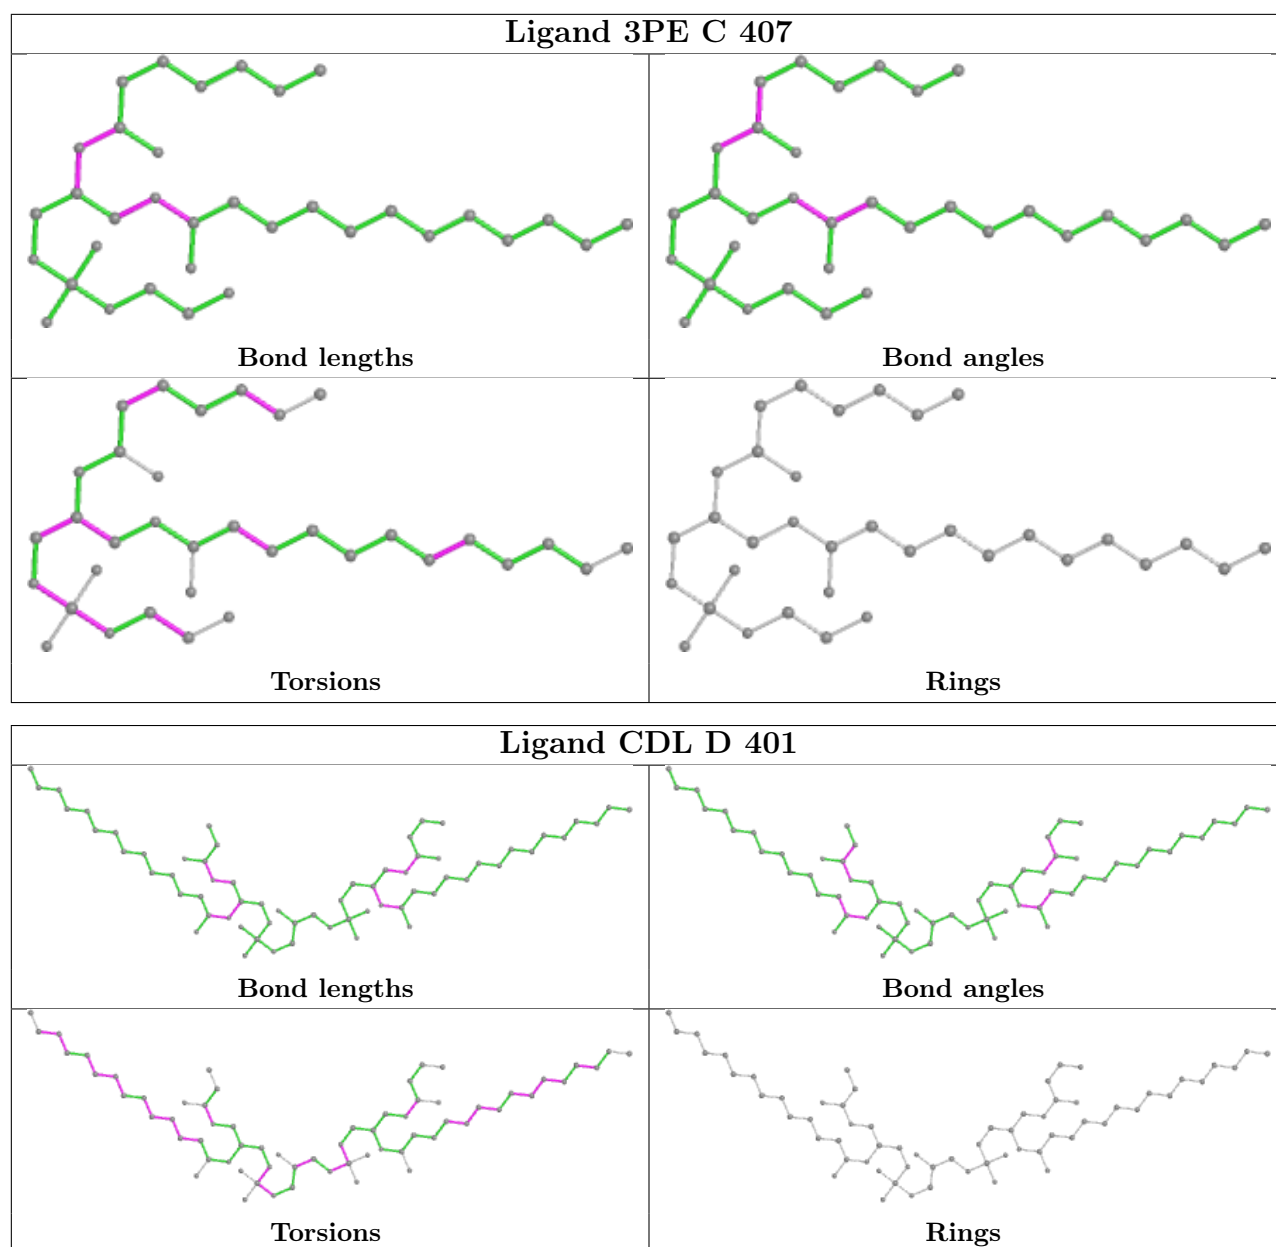 Ligand 3PE C 407
Bond lengths
Bond angles
Torsions
Rings
Ligand CDL D 401
Bond lengths
Bond angles
Torsions
Rings